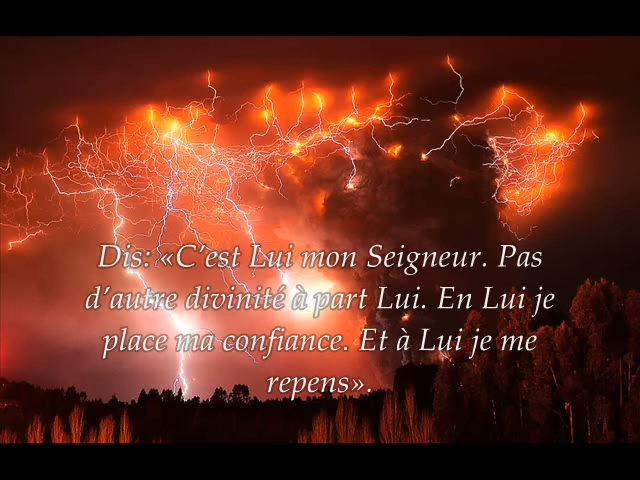 Dis: «C’est Lui mon Seigneur. Pas
d’autre divinité à part Lui. En Lui je
place ma confiance. Et à Lui je me
repens».